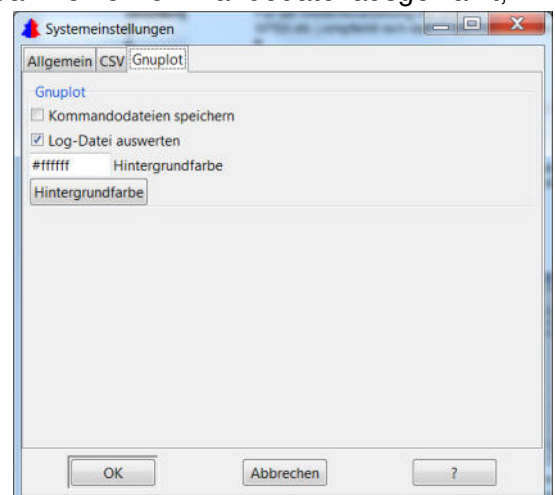 Systemeinstellungen
Allgemein CSV Gnuplot
Gnuplot
Kommandodateien speichern
Log-Datei auswerten
#ffffff Hintergrundfarbe
Hintergrundfarbe
OK Abbrechen ?